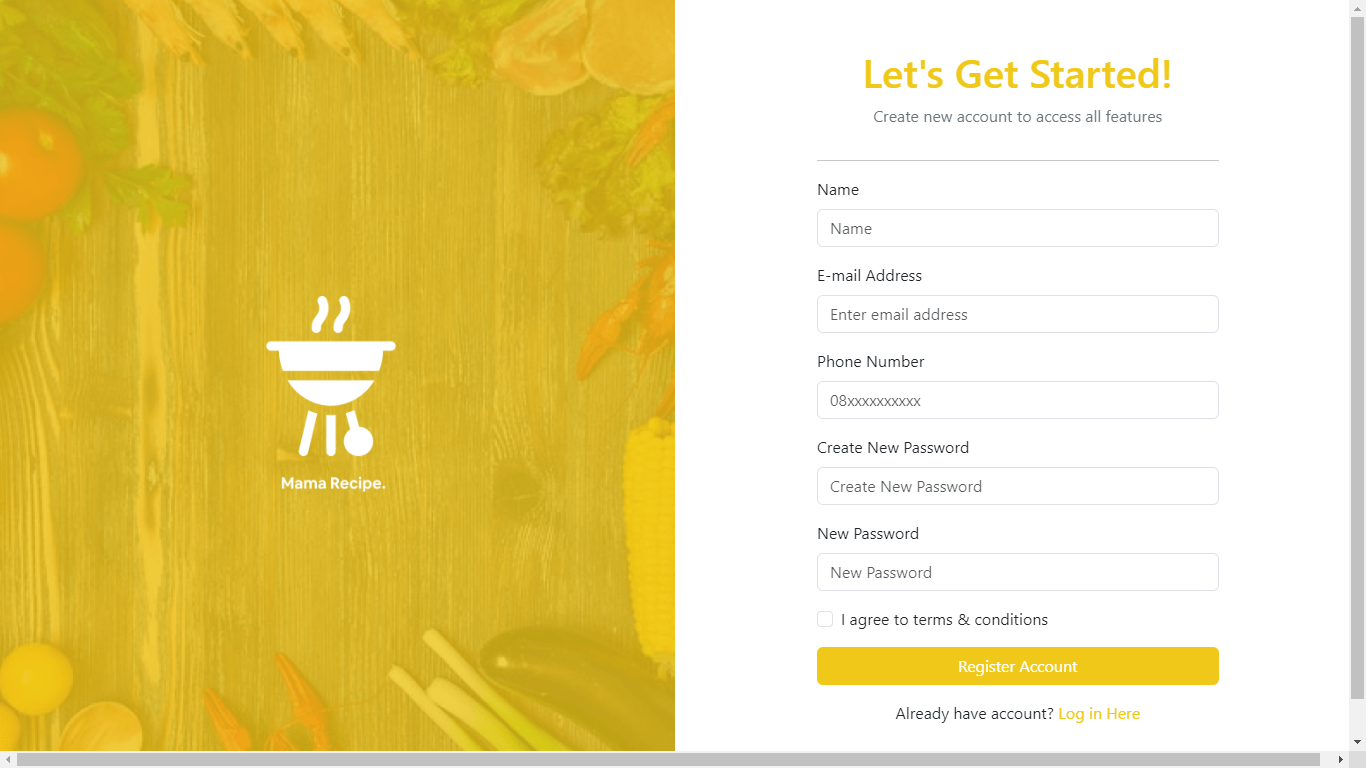 Mama Recipe.
Let's Get Started!
Create new account to access all features
Name
Name
E-mail Address
Enter email address
Phone Number
08xxxxxxxxxx
Create New Password
Create New Password
New Password
New Password
I agree to terms & conditions
Register Account
Already have account? Log in Here